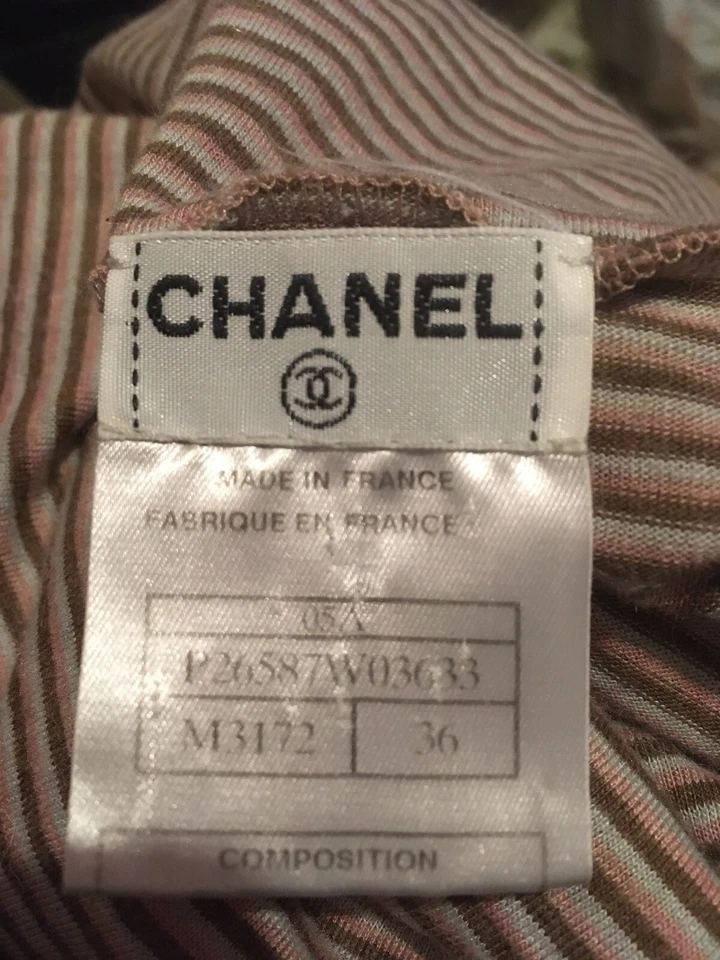 CHANEL
MADE IN FRANCE
FABRIQUE EN FRANCE
05A
P26587W03633
M3172 36
COMPOSITION